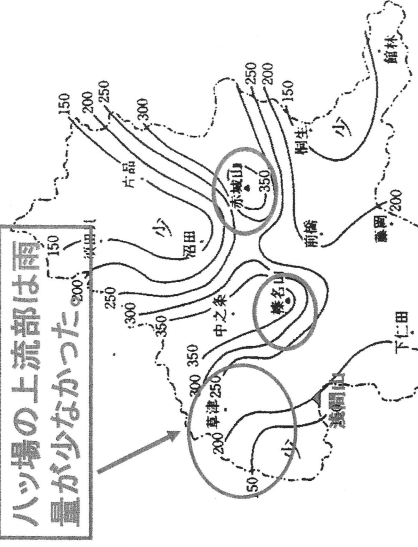 八ッ場の上流部は雨
量が少なかった。
150
200
250
300
350
300
草津
250
200
少
中之条
350
榛名山
浅間山
下仁田
150
沼田
少
片品
150
200
250
300
赤城山
350
前橋
藤岡
200
桐生
少
250
200
150
館林